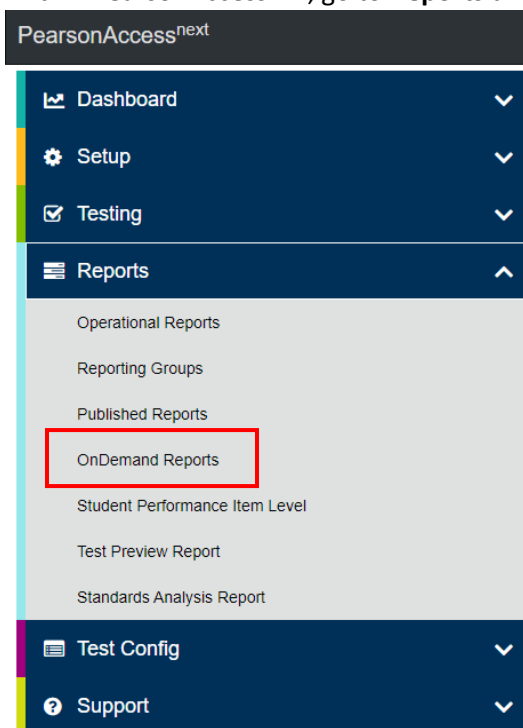 PearsonAccessnext
Dashboard
Setup
Testing
Reports
Operational Reports
Reporting Groups
Published Reports
OnDemand Reports
Student Performance Item Level
Test Preview Report
Standards Analysis Report
Test Config
Support